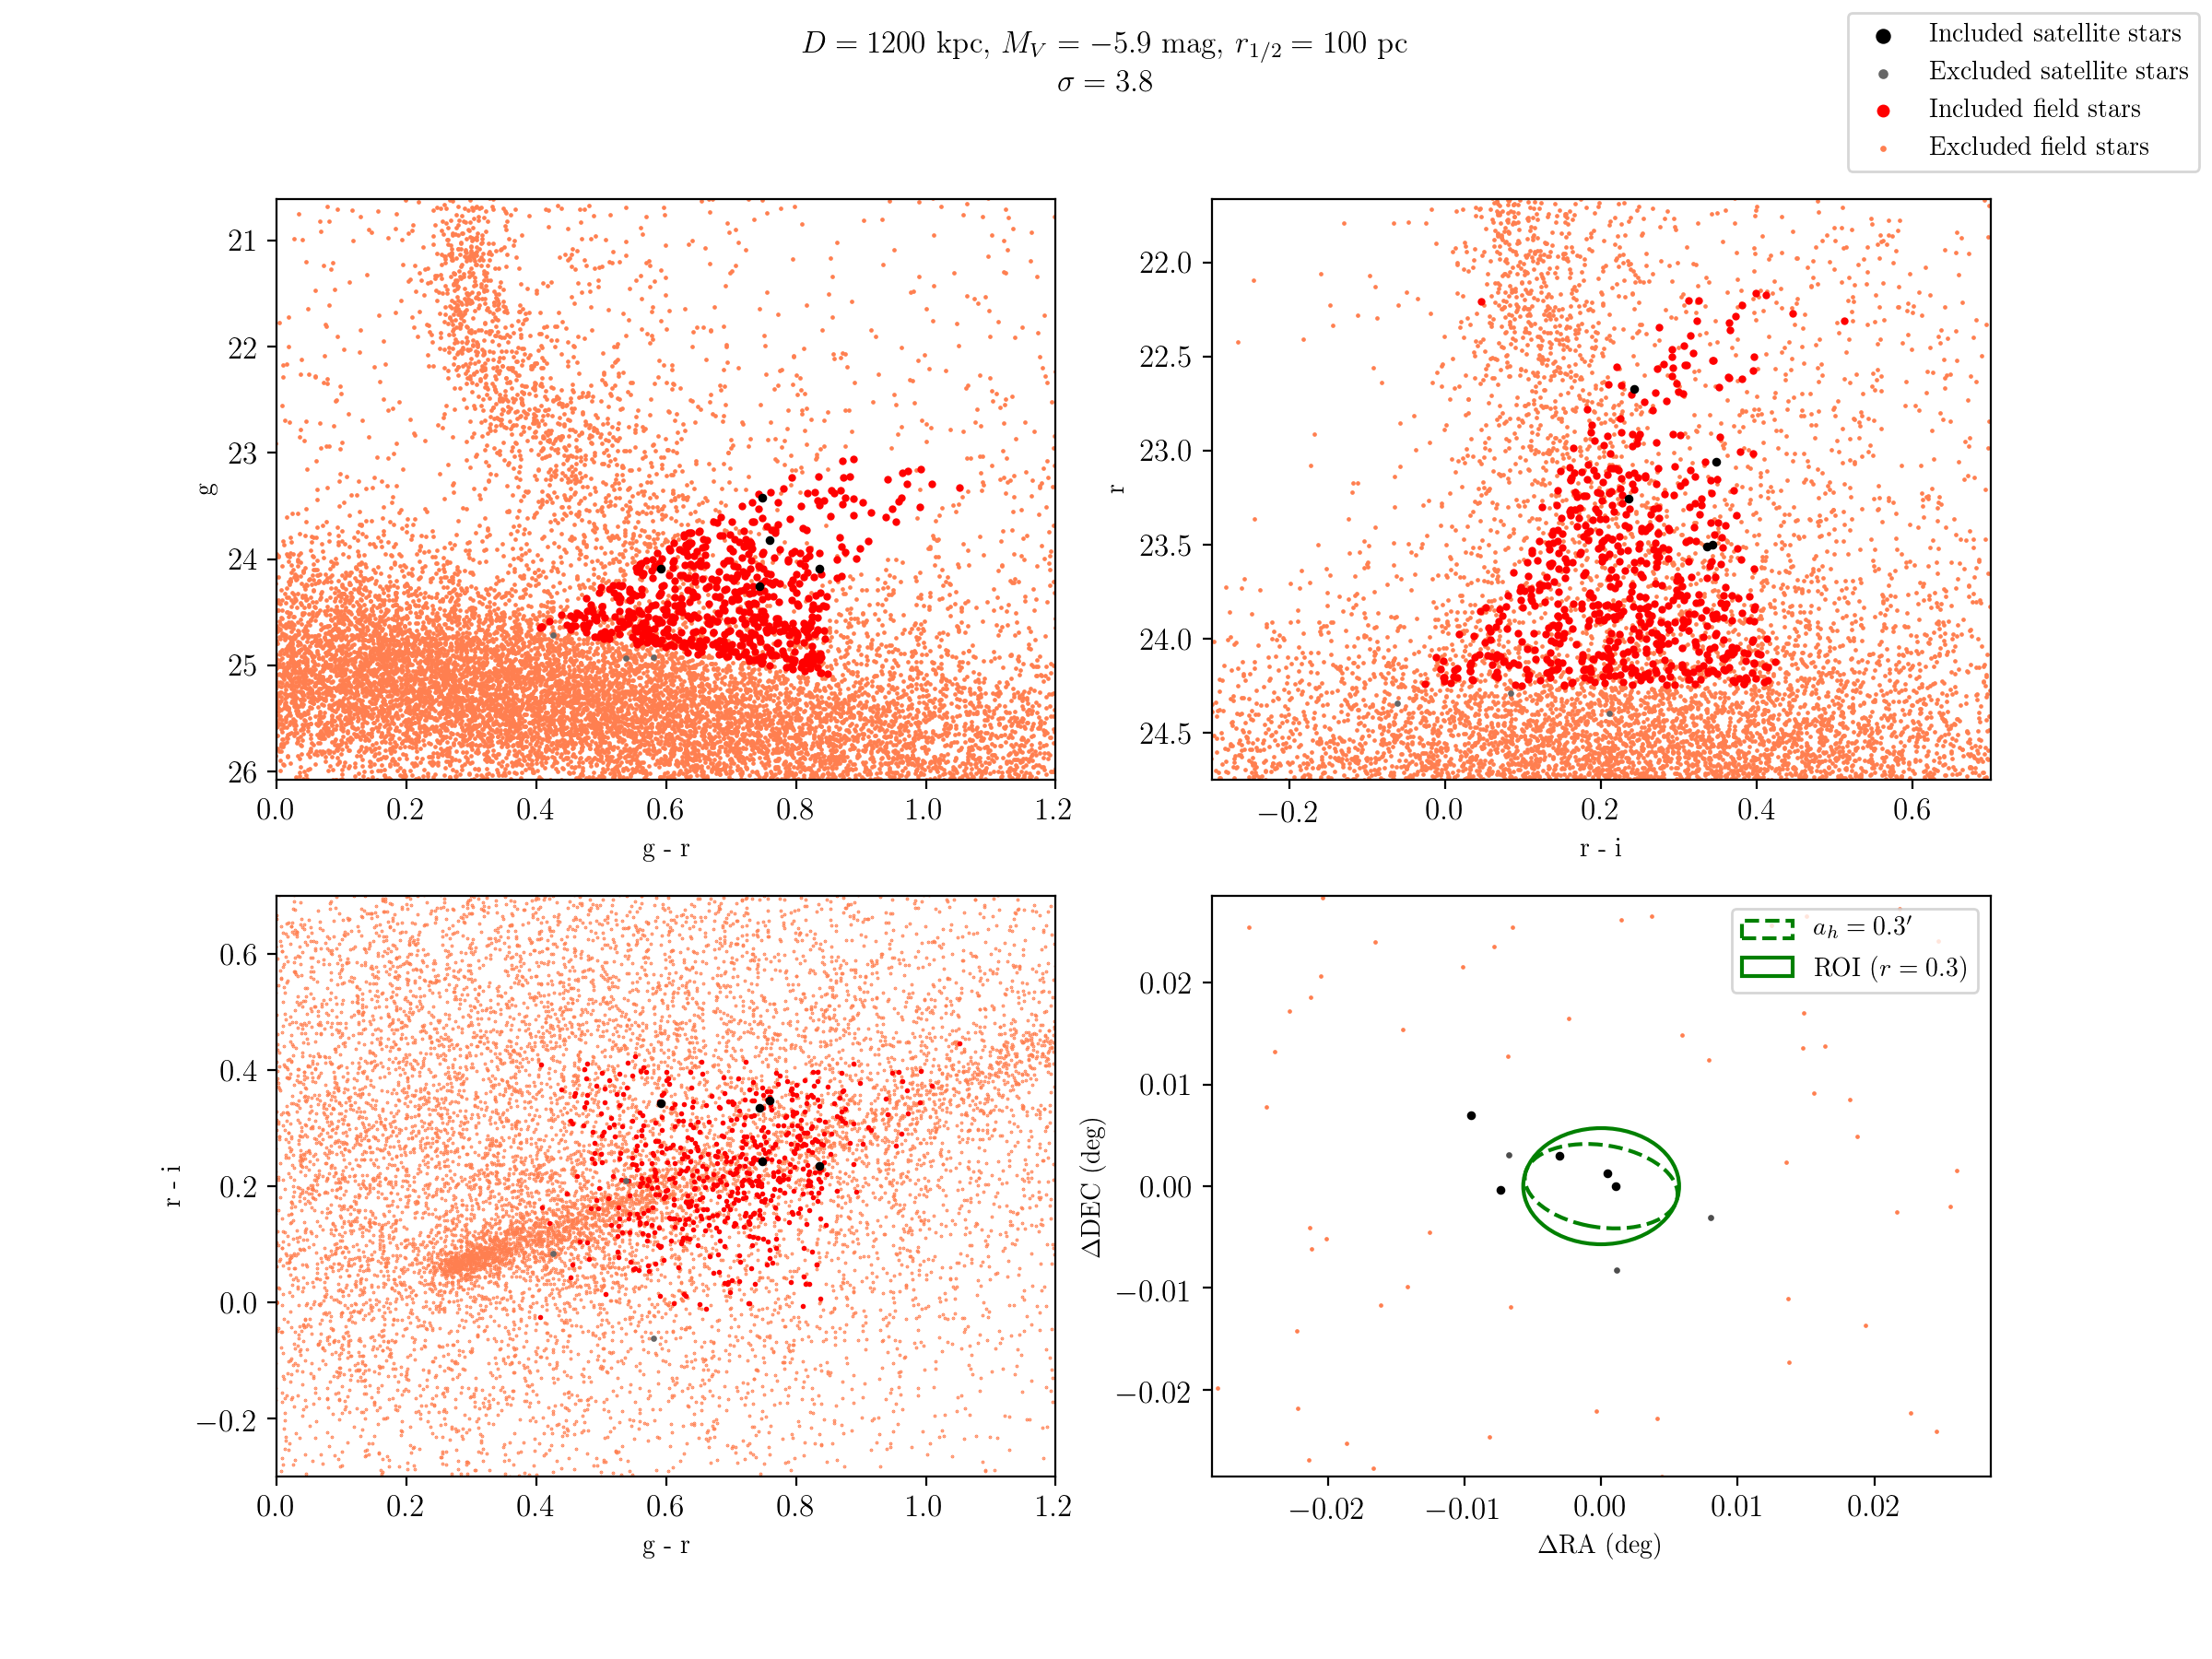 D = 1200 kpc, M_V = −5.9 mag, r_{1/2} = 100 pc
σ = 3.8
Included satellite stars
Excluded satellite stars
Included field stars
Excluded field stars
21
22
23
24
25
26
g
0.0 0.2 0.4 0.6 0.8 1.0 1.2
g - r
22.0
22.5
23.0
23.5
24.0
24.5
r
−0.2 0.0 0.2 0.4 0.6
r - i
0.6
0.4
0.2
0.0
−0.2
r - i
0.0 0.2 0.4 0.6 0.8 1.0 1.2
g - r
a_h = 0.3′
ROI (r = 0.3)
0.02
0.01
0.00
−0.01
−0.02
ΔDEC (deg)
−0.02 −0.01 0.00 0.01 0.02
ΔRA (deg)